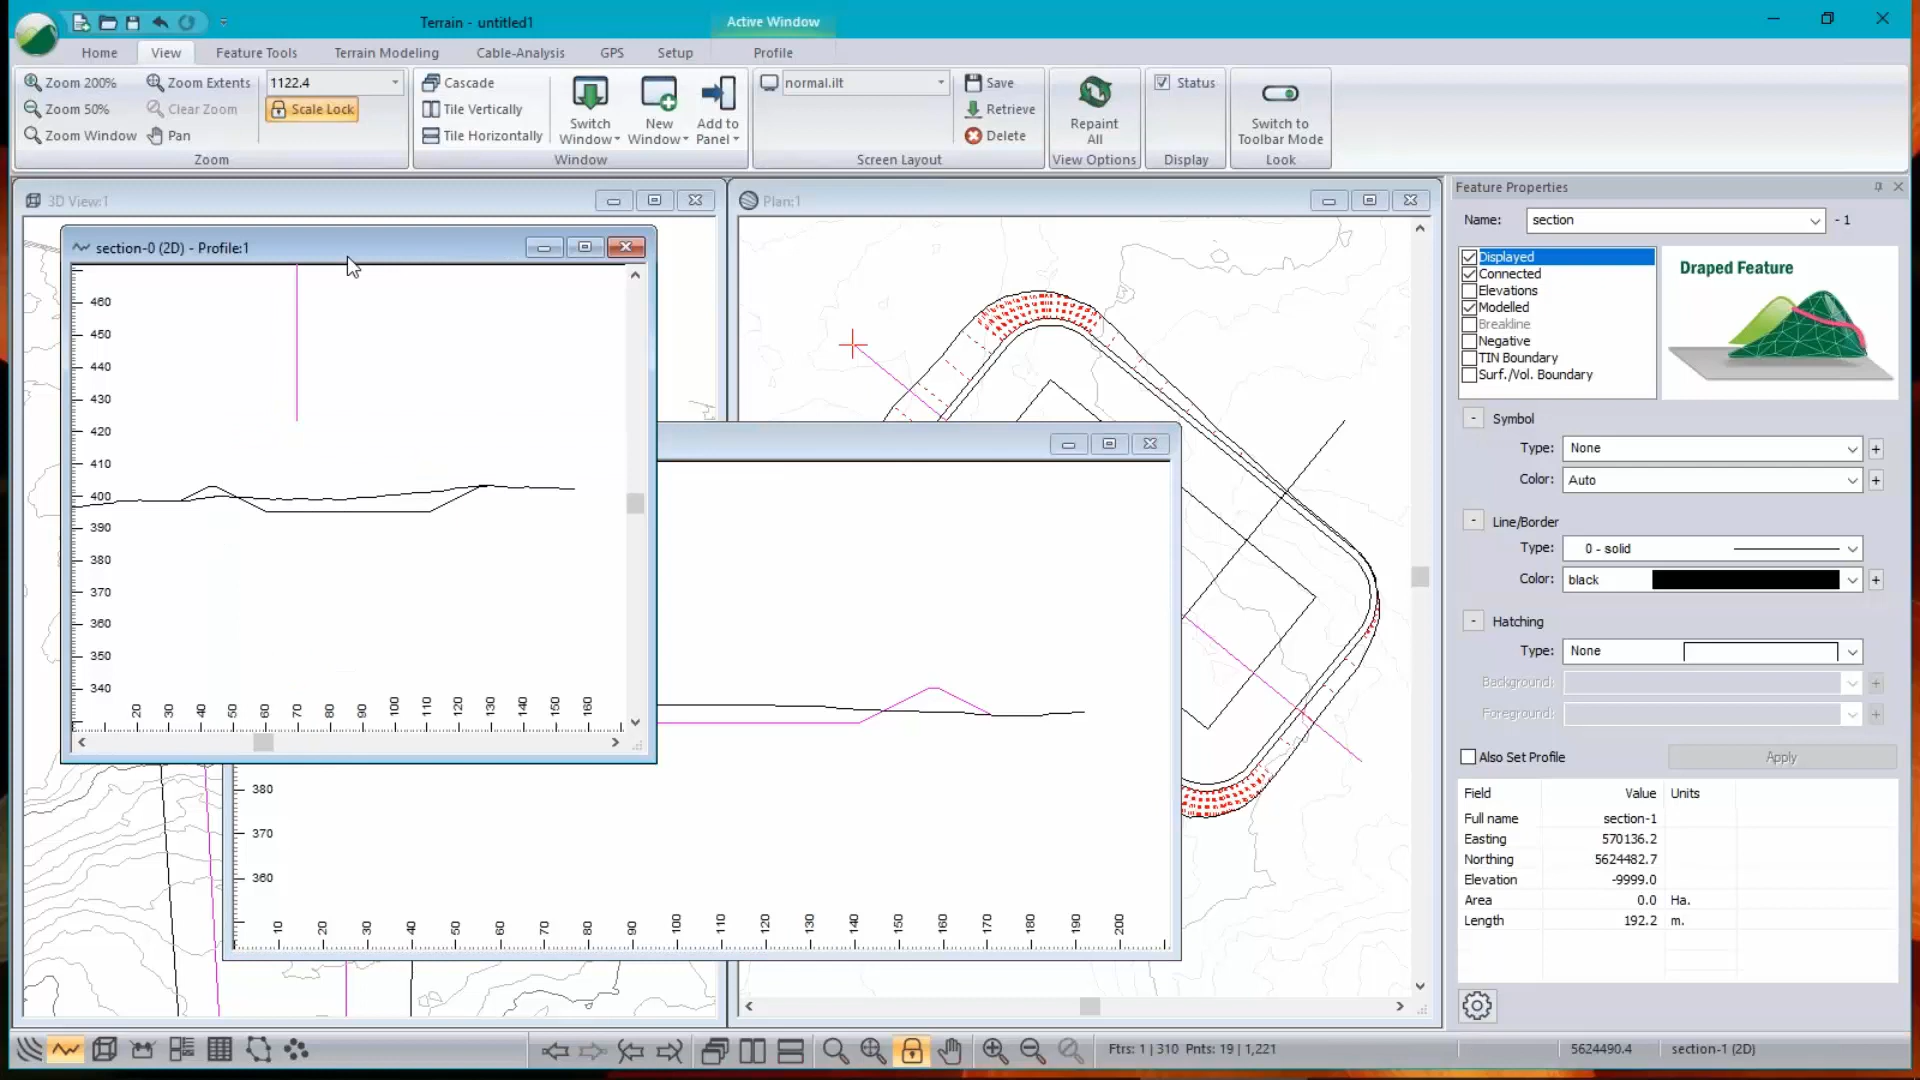 Terrain - untitled1
Active Window
Home View Feature Tools Terrain Modeling Cable-Analysis GPS Setup Profile
Zoom 200% Zoom Extents 1122.4
Zoom 50% Clear Zoom Scale Lock
Zoom Window Pan
Zoom
Cascade
Tile Vertically
Tile Horizontally
Switch Window
New Window
Add to Panel
Window
normal.ilt
Save
Retrieve
Delete
Screen Layout
Repaint All
View Options
Status
Display
Switch to Toolbar Mode
Look
3D View:1
Plan:1
section-0 (2D) - Profile:1
460
450
440
430
420
410
400
390
380
370
360
350
340
20 30 40 50 60 70 80 90 100 110 120 130 140 150 160
380
370
360
10 20 30 40 50 60 70 80 90 100 110 120 130 140 150 160 170 180 190 200
Feature Properties
Name: section - 1
Displayed
Connected
Elevations
Modelled
Breakline
Negative
TIN Boundary
Surf./Vol. Boundary
Draped Feature
- Symbol
Type: None +
Color: Auto +
- Line/Border
Type: 0 - solid
Color: black +
- Hatching
Type: None
Background: +
Foreground: +
Also Set Profile Apply
Field Value Units
Full name section-1
Easting 570136.2
Northing 5624482.7
Elevation -9999.0
Area 0.0 Ha.
Length 192.2 m.
Ftrs: 1 | 310 Pnts: 19 | 1,221 5624490.4 section-1 (2D)